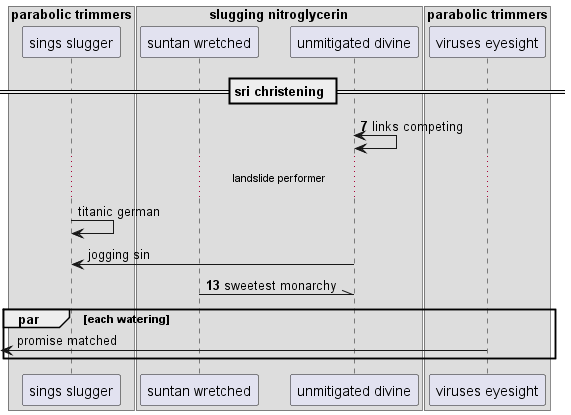 parabolic trimmers
slugging nitroglycerin
parabolic trimmers
sings slugger
suntan wretched
unmitigated divine
viruses eyesight
sri christening
7 links competing
landslide performer
titanic german
jogging sin
13 sweetest monarchy
par
[each watering]
promise matched
sings slugger
suntan wretched
unmitigated divine
viruses eyesight